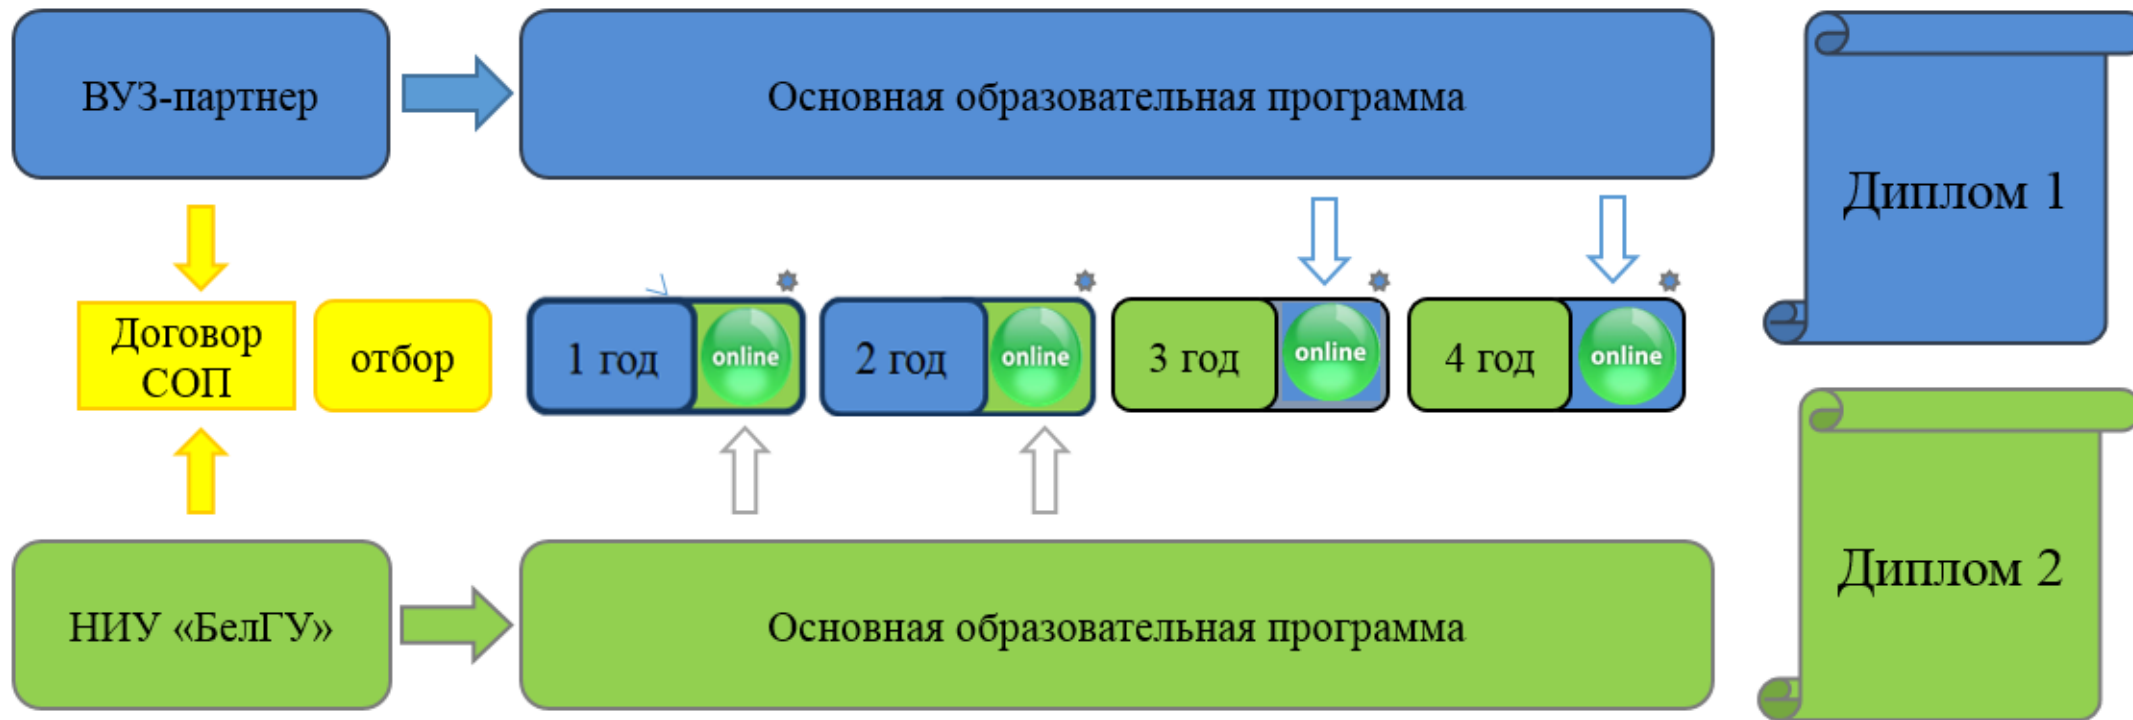 ВУЗ-партнер
Основная образовательная программа
Диплом 1
Договор
СОП
отбор
1 год
online
2 год
online
3 год
online
4 год
online
Диплом 2
НИУ «БелГУ»
Основная образовательная программа